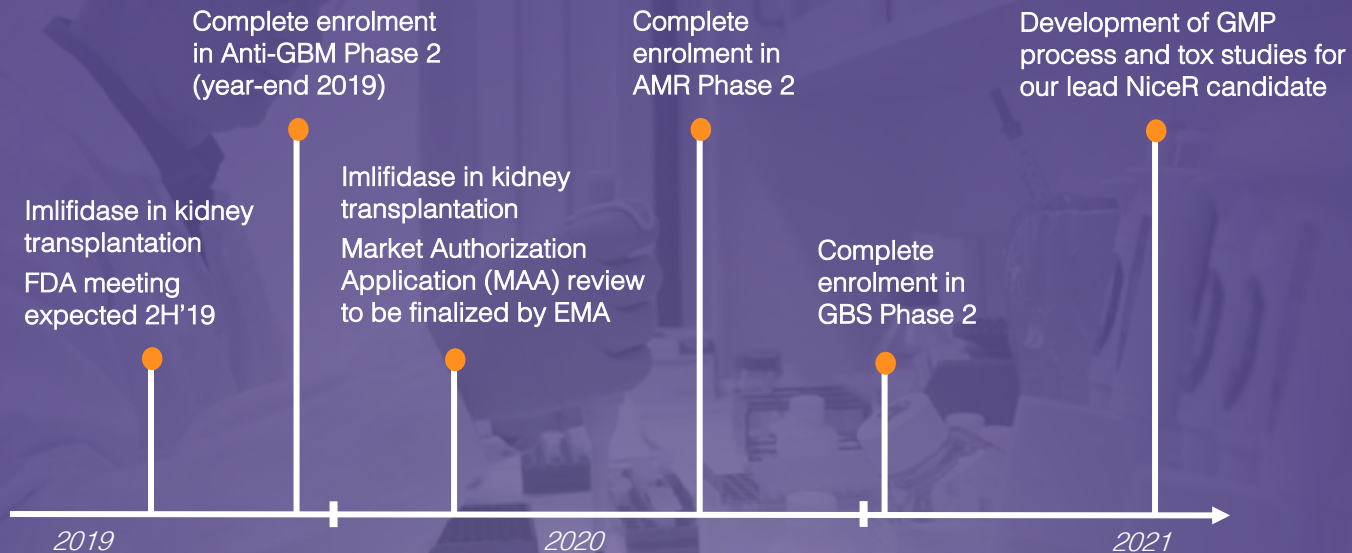 Complete enrolment
in Anti-GBM Phase 2
(year-end 2019)
Complete
enrolment in
AMR Phase 2
Development of GMP
process and tox studies for
our lead NiceR candidate
Imlifidase in kidney
transplantation
FDA meeting
expected 2H’19
Imlifidase in kidney
transplantation
Market Authorization
Application (MAA) review
to be finalized by EMA
Complete
enrolment in
GBS Phase 2
2019
2020
2021